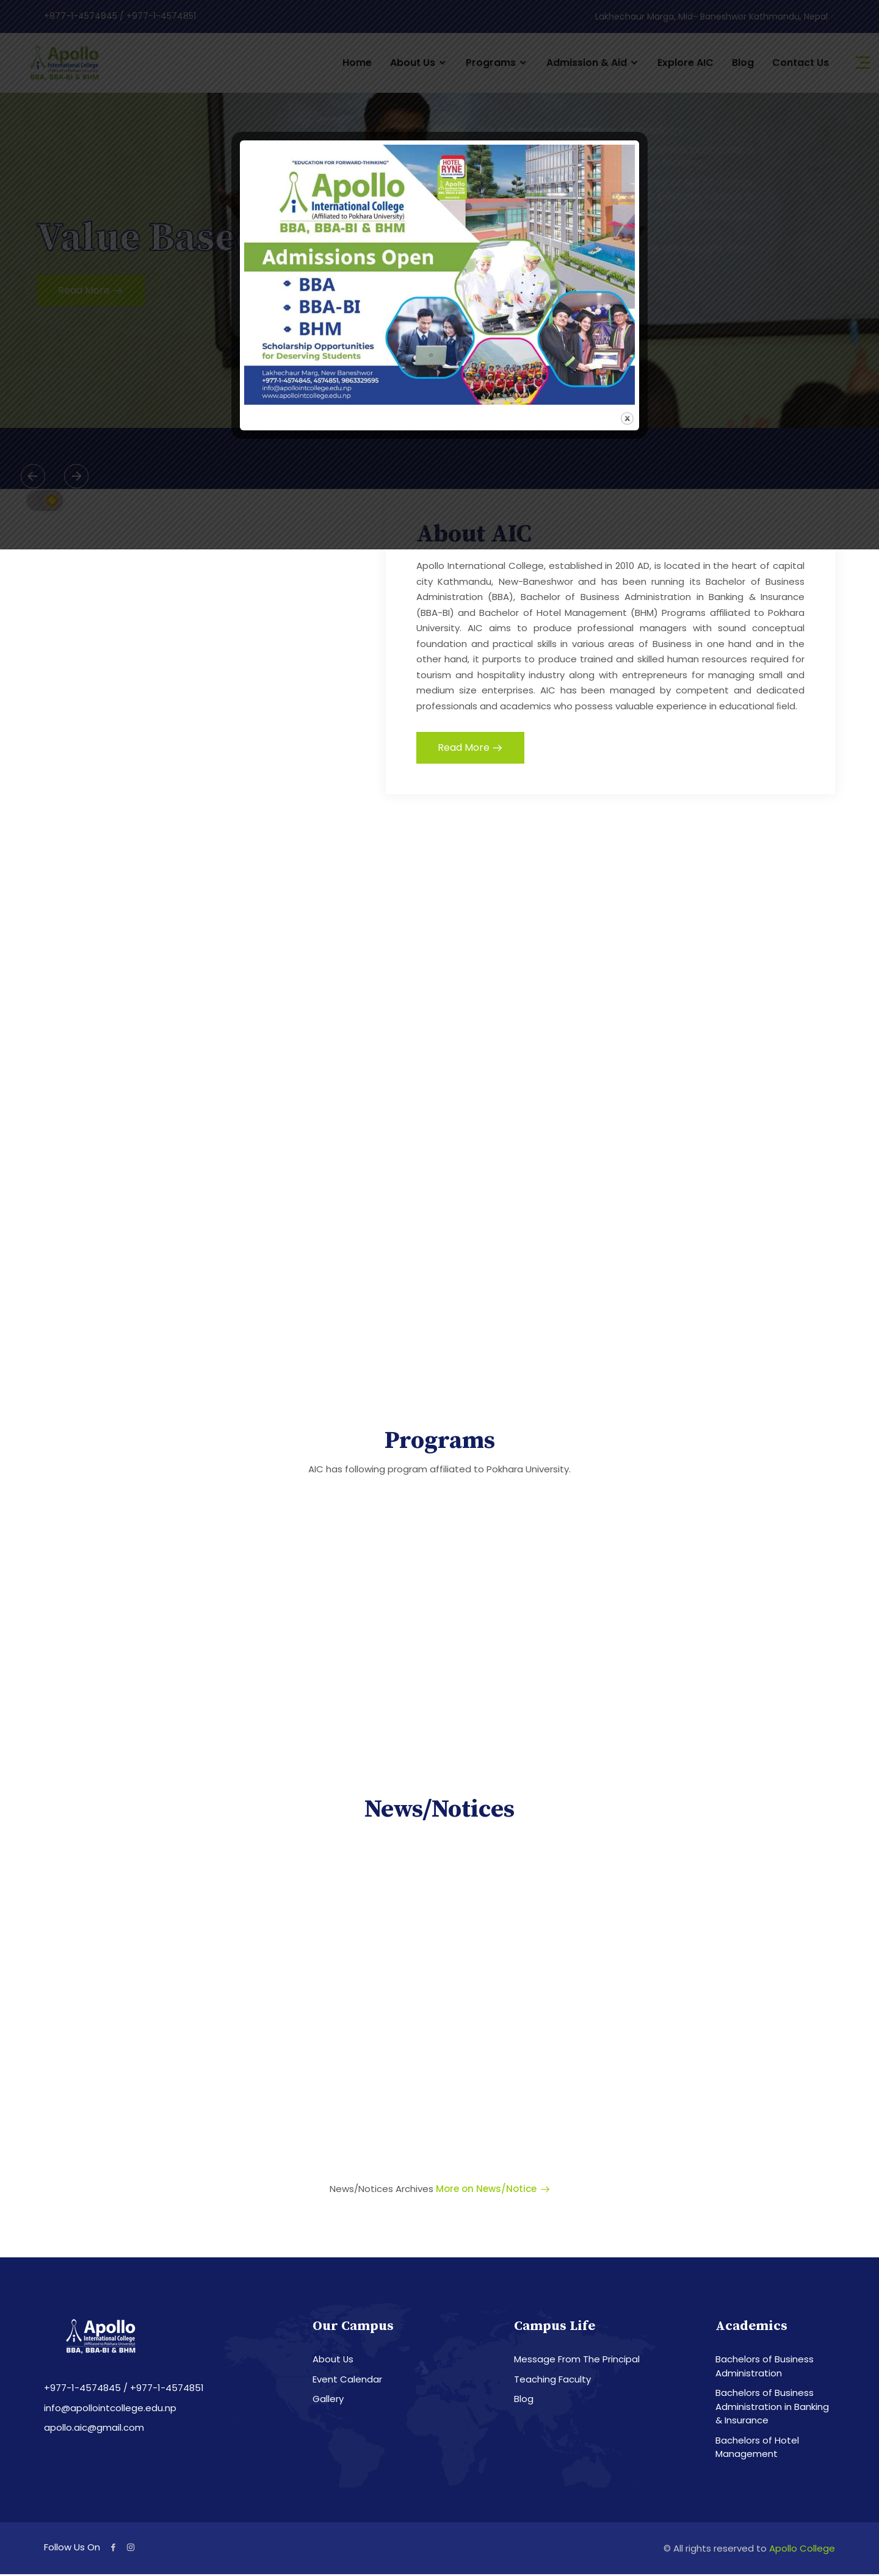 +977-1-4574845 / +977-1-4574851
Lakhechaur Marga, Mid- Baneshwor Kathmandu, Nepal
Apollo
International College
BBA, BBA-BI & BHM
Home
About Us
Programs
Admission & Aid
Explore AIC
Blog
Contact Us
Value Base
Read More
"EDUCATION FOR FORWARD-THINKING"
HOTEL
RYNE
Apollo
Apollo
International College
(Affiliated to Pokhara University)
BBA, BBA-BI & BHM
Admissions Open
• BBA
• BBA-BI
• BHM
Scholarship Opportunities
for Deserving Students
Lakhechaur Marg, New Baneshwor
+977-1-4574845, 4574851, 9863329595
info@apollointcollege.edu.np
www.apollointcollege.edu.np
About AIC
Apollo International College, established in 2010 AD, is located in the heart of capital
city Kathmandu, New-Baneshwor and has been running its Bachelor of Business
Administration (BBA), Bachelor of Business Administration in Banking & Insurance
(BBA-BI) and Bachelor of Hotel Management (BHM) Programs affiliated to Pokhara
University. AIC aims to produce professional managers with sound conceptual
foundation and practical skills in various areas of Business in one hand and in the
other hand, it purports to produce trained and skilled human resources required for
tourism and hospitality industry along with entrepreneurs for managing small and
medium size enterprises. AIC has been managed by competent and dedicated
professionals and academics who possess valuable experience in educational field.
Read More
Programs
AIC has following program affiliated to Pokhara University.
News/Notices
News/Notices Archives More on News/Notice
Apollo
International College
(Affiliated to Pokhara University)
BBA, BBA-BI & BHM
+977-1-4574845 / +977-1-4574851
info@apollointcollege.edu.np
apollo.aic@gmail.com
Our Campus
About Us
Event Calendar
Gallery
Campus Life
Message From The Principal
Teaching Faculty
Blog
Academics
Bachelors of Business
Administration
Bachelors of Business
Administration in Banking
& Insurance
Bachelors of Hotel
Management
Follow Us On
© All rights reserved to Apollo College